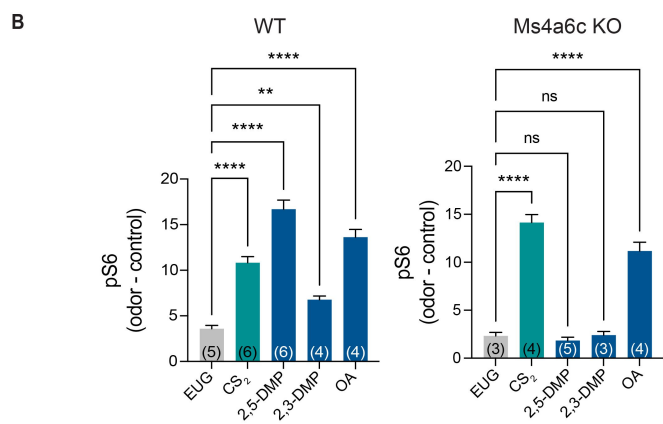 B
WT
Ms4a6c KO
****
**
****
****
20
15
10
5
0
pS6
(odor - control)
(5)
(6)
(6)
(4)
(4)
EUG
CS₂
2,5-DMP
2,3-DMP
OA
****
ns
ns
****
20
15
10
5
0
pS6
(odor - control)
(3)
(4)
(5)
(3)
(4)
EUG
CS₂
2,5-DMP
2,3-DMP
OA